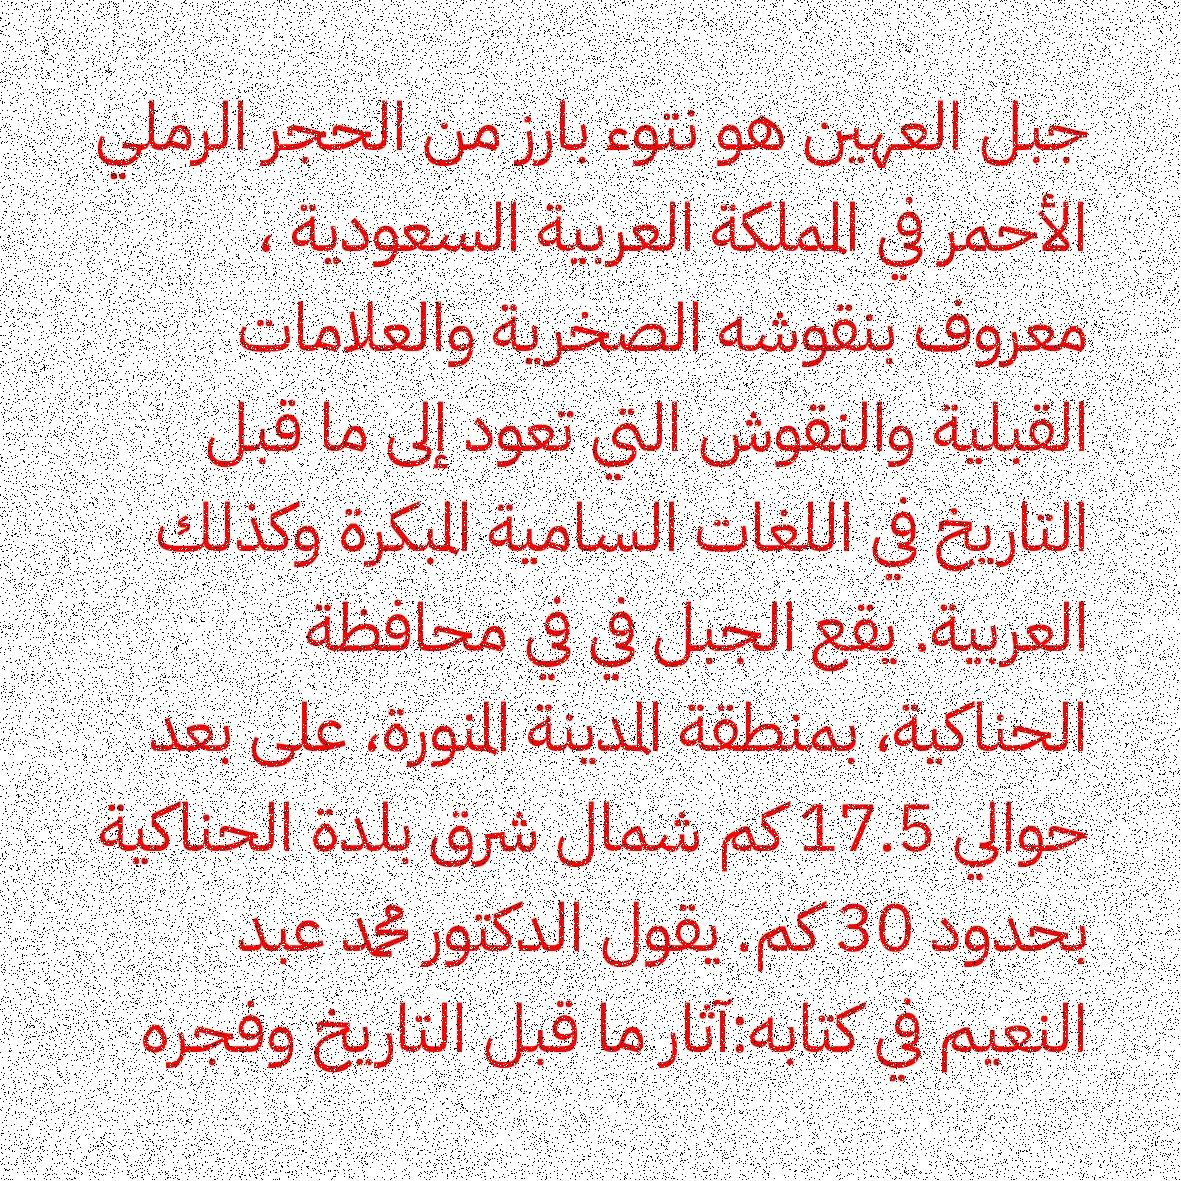 جبل العهين هو نتوء بارز من الحجر الرملي
الأحمر في المملكة العربية السعودية ،
معروف بنقوشه الصخرية والعلامات
القبلية والنقوش التي تعود إلى ما قبل
التاريخ في اللغات السامية المبكرة وكذلك
العربية. يقع الجبل في في محافظة
الحناكية، بمنطقة المدينة المنورة، على بعد
حوالي 17.5 كم شمال شرق بلدة الحناكية
بحدود 30 كم. يقول الدكتور محمد عبد
النعيم في كتابه:آثار ما قبل التاريخ وفجره